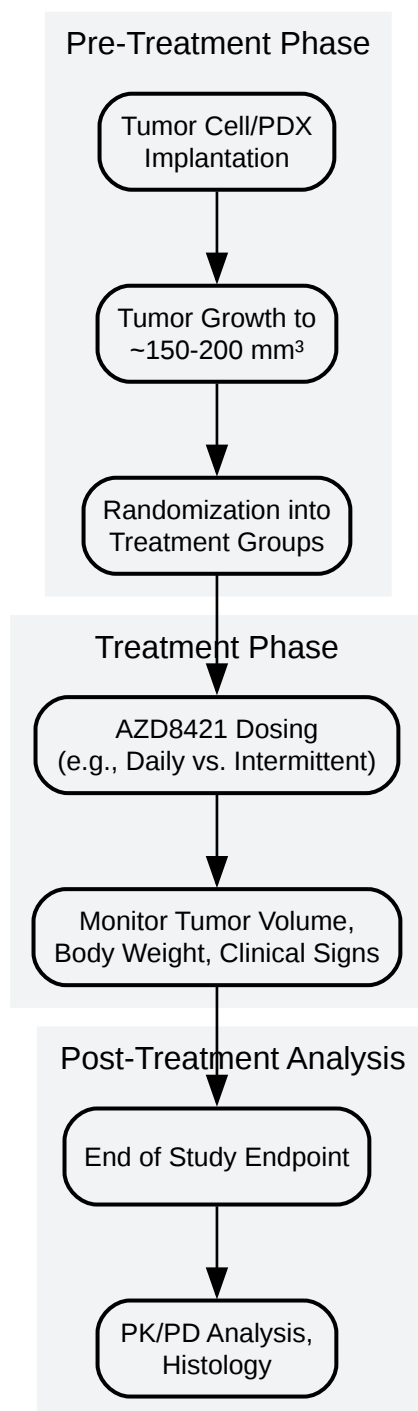 Pre-Treatment Phase
Tumor Cell/PDX
Implantation
Tumor Growth to
~150-200 mm³
Randomization into
Treatment Groups
Treatment Phase
AZD8421 Dosing
(e.g., Daily vs. Intermittent)
Monitor Tumor Volume,
Body Weight, Clinical Signs
Post-Treatment Analysis
End of Study Endpoint
PK/PD Analysis,
Histology